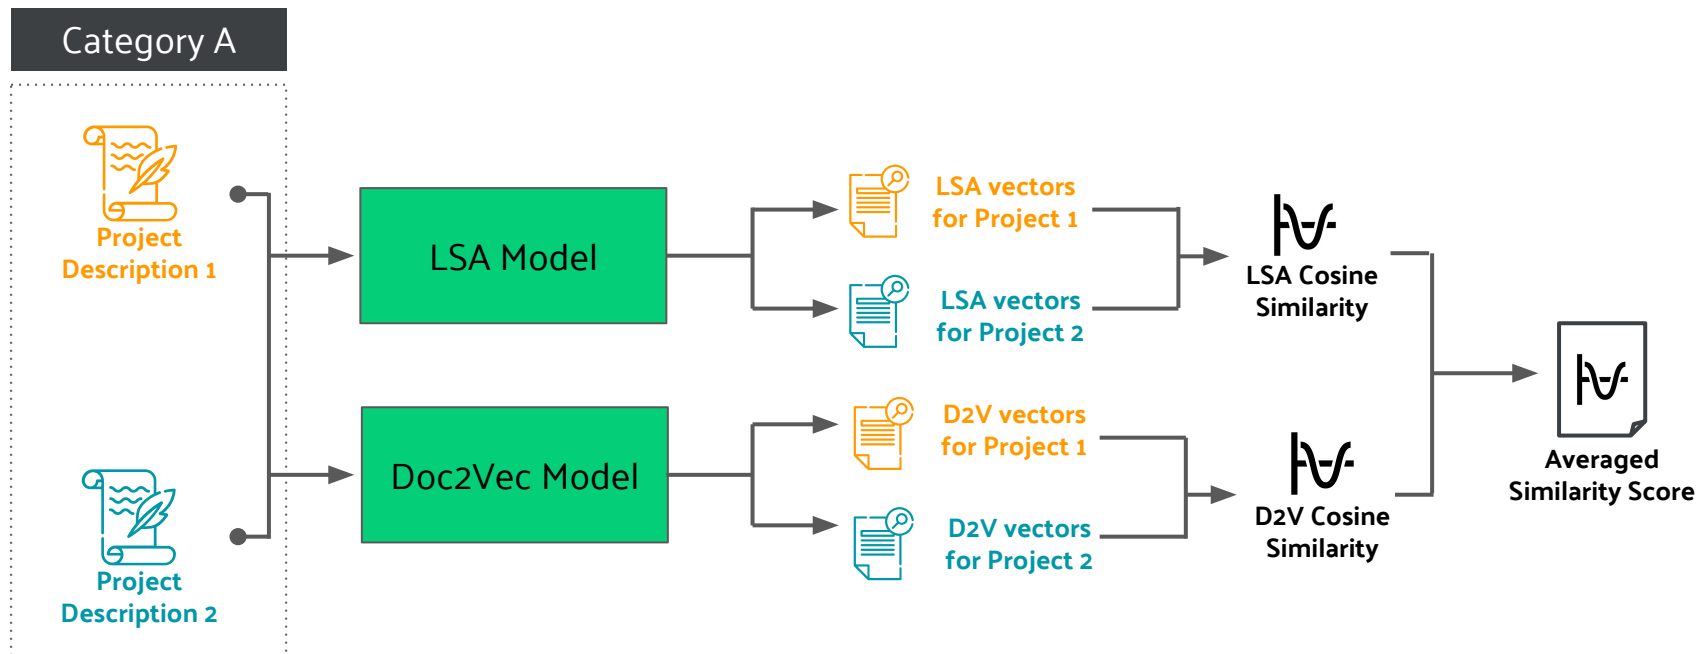 Category A
Project
Description 1
Project
Description 2
LSA Model
Doc2Vec Model
LSA vectors
for Project 1
LSA vectors
for Project 2
D2V vectors
for Project 1
D2V vectors
for Project 2
LSA Cosine
Similarity
D2V Cosine
Similarity
Averaged
Similarity Score